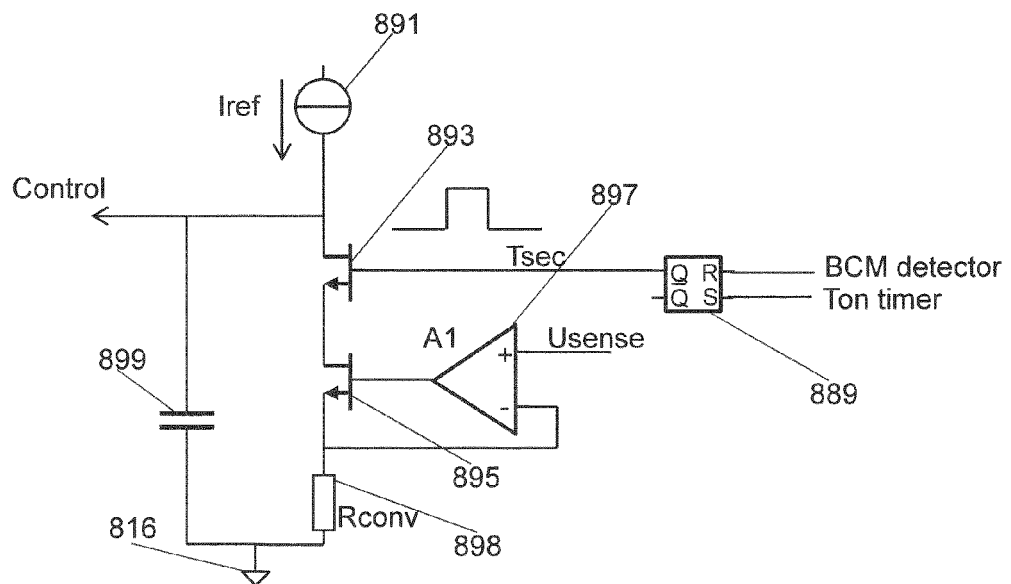 891
Iref
893
Control
897
Tsec
Q R
Q S
BCM detector
Ton timer
A1
+
Usense
-
889
899
895
Rconv
816
898